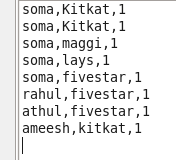 soma,Kitkat,1
soma,Kitkat,1
soma,maggi,1
soma,lays,1
soma,fivestar,1
rahul,fivestar,1
athul,fivestar,1
ameesh,kitkat,1